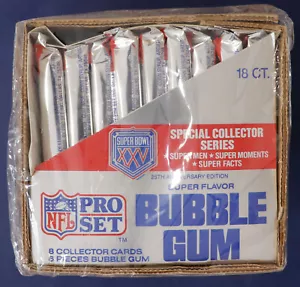 18 CT.
SUPER BOWL
XXV
SPECIAL COLLECTOR
SERIES
SUPER MEN ★ SUPER MOMENTS
★ SUPER FACTS
25TH ANNIVERSARY EDITION
SUPER FLAVOR
NFL
PRO
SET
TM
BUBBLE
GUM
8 COLLECTOR CARDS
8 PIECES BUBBLE GUM